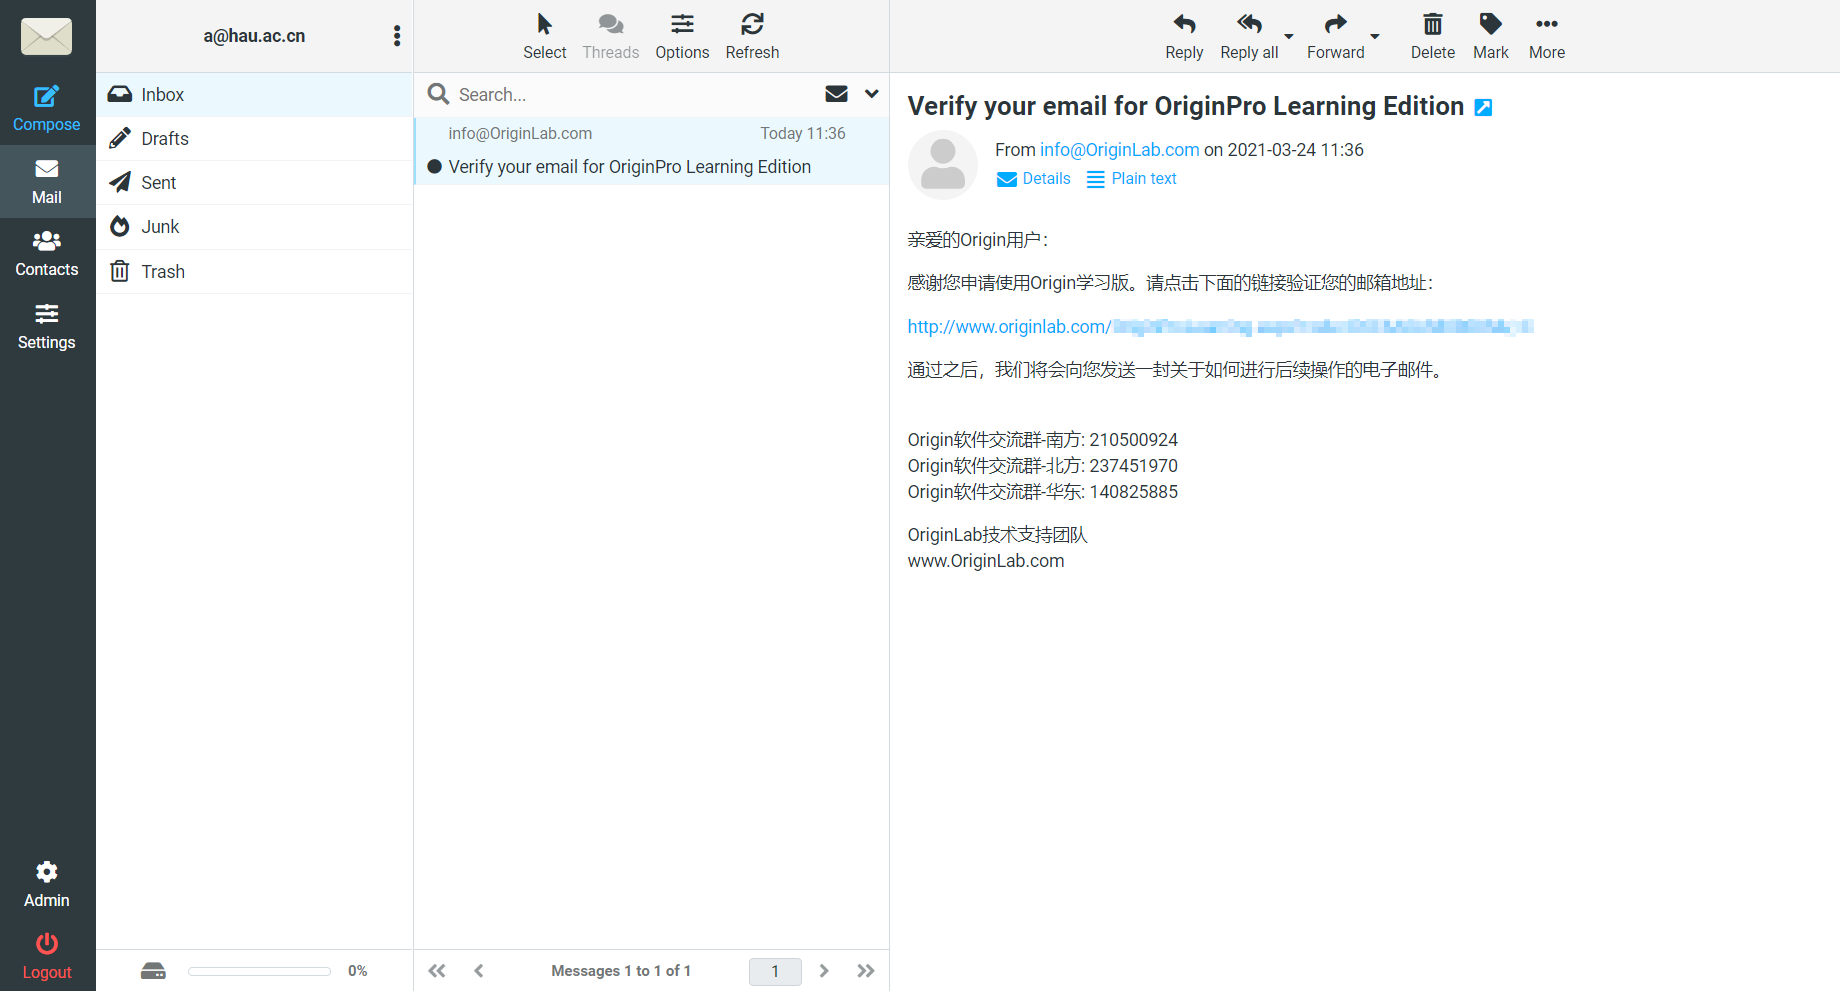 Compose
Mail
Contacts
Settings
Admin
Logout
a@hau.ac.cn
Inbox
Drafts
Sent
Junk
Trash
0%
Select
Threads
Options
Refresh
Search...
info@OriginLab.com Today 11:36
Verify your email for OriginPro Learning Edition
Messages 1 to 1 of 1
1
Reply
Reply all
Forward
Delete
Mark
More
Verify your email for OriginPro Learning Edition
From info@OriginLab.com on 2021-03-24 11:36
Details Plain text
亲爱的Origin用户：
感谢您申请使用Origin学习版。请点击下面的链接验证您的邮箱地址：
http://www.originlab.com/
通过之后，我们将会向您发送一封关于如何进行后续操作的电子邮件。
Origin软件交流群-南方: 210500924
Origin软件交流群-北方: 237451970
Origin软件交流群-华东: 140825885
OriginLab技术支持团队
www.OriginLab.com